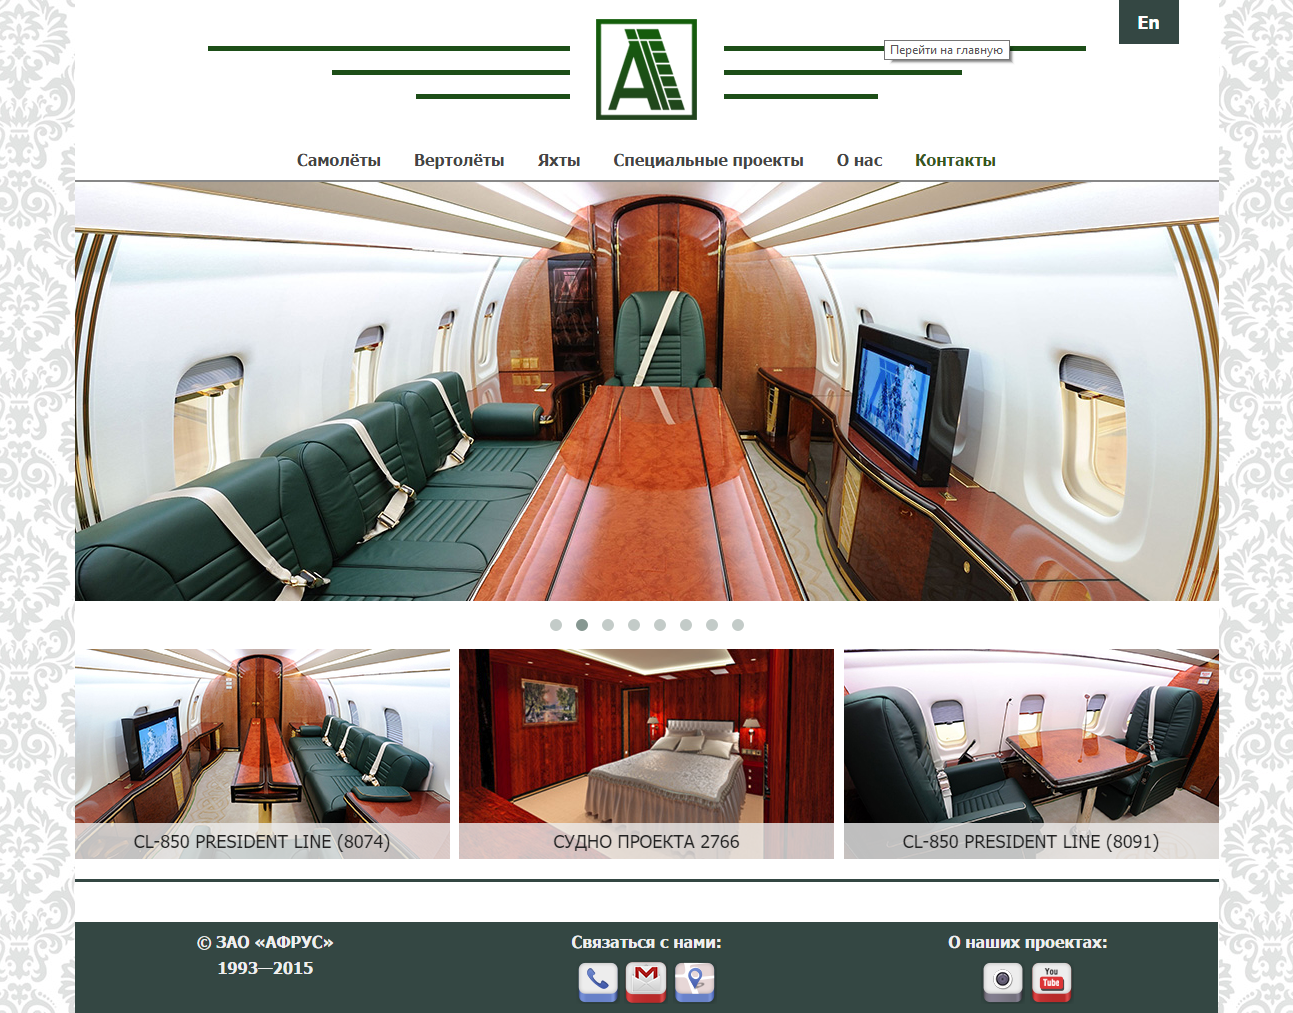 En
Перейти на главную
Самолёты Вертолёты Яхты Специальные проекты О нас Контакты
CL-850 PRESIDENT LINE (8074)
СУДНО ПРОЕКТА 2766
CL-850 PRESIDENT LINE (8091)
© ЗАО «АФРУС»
1993—2015
Связаться с нами:
О наших проектах:
You
Tube